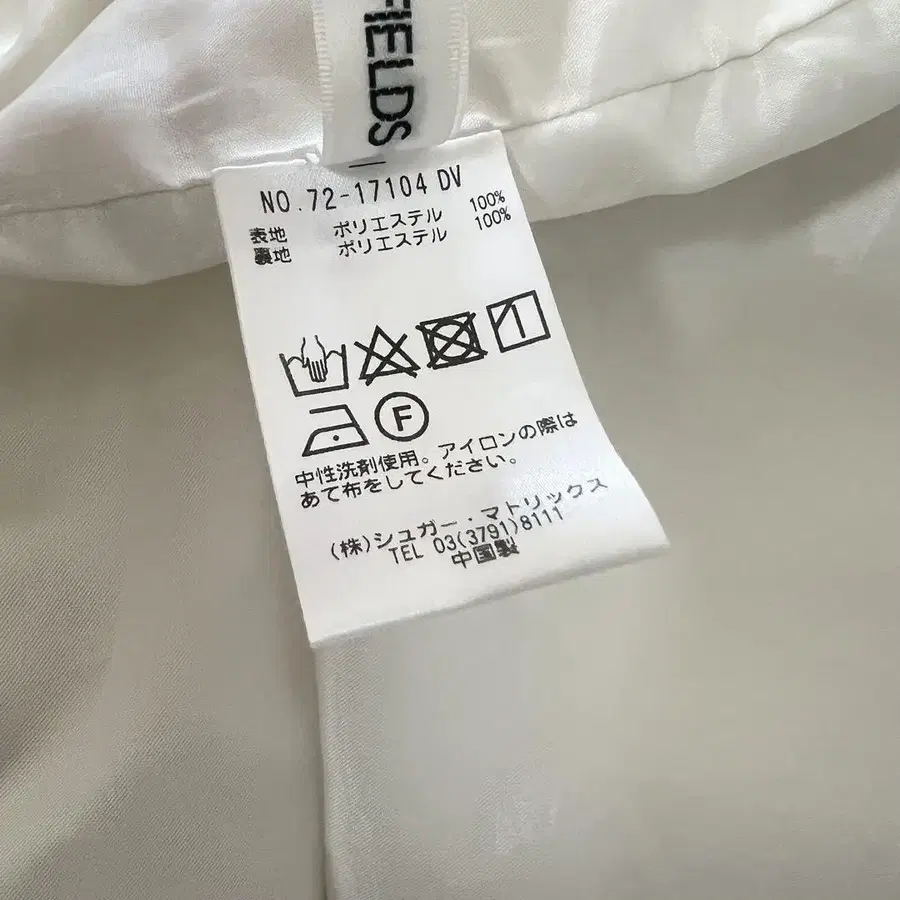 FIELDS
NO.72-17104 DV
表地 ポリエステル 100%
裏地 ポリエステル 100%
F
中性洗剤使用。アイロンの際は
あて布をしてください。
(株)シュガー・マトリックス
TEL 03(3791)8111
中国製